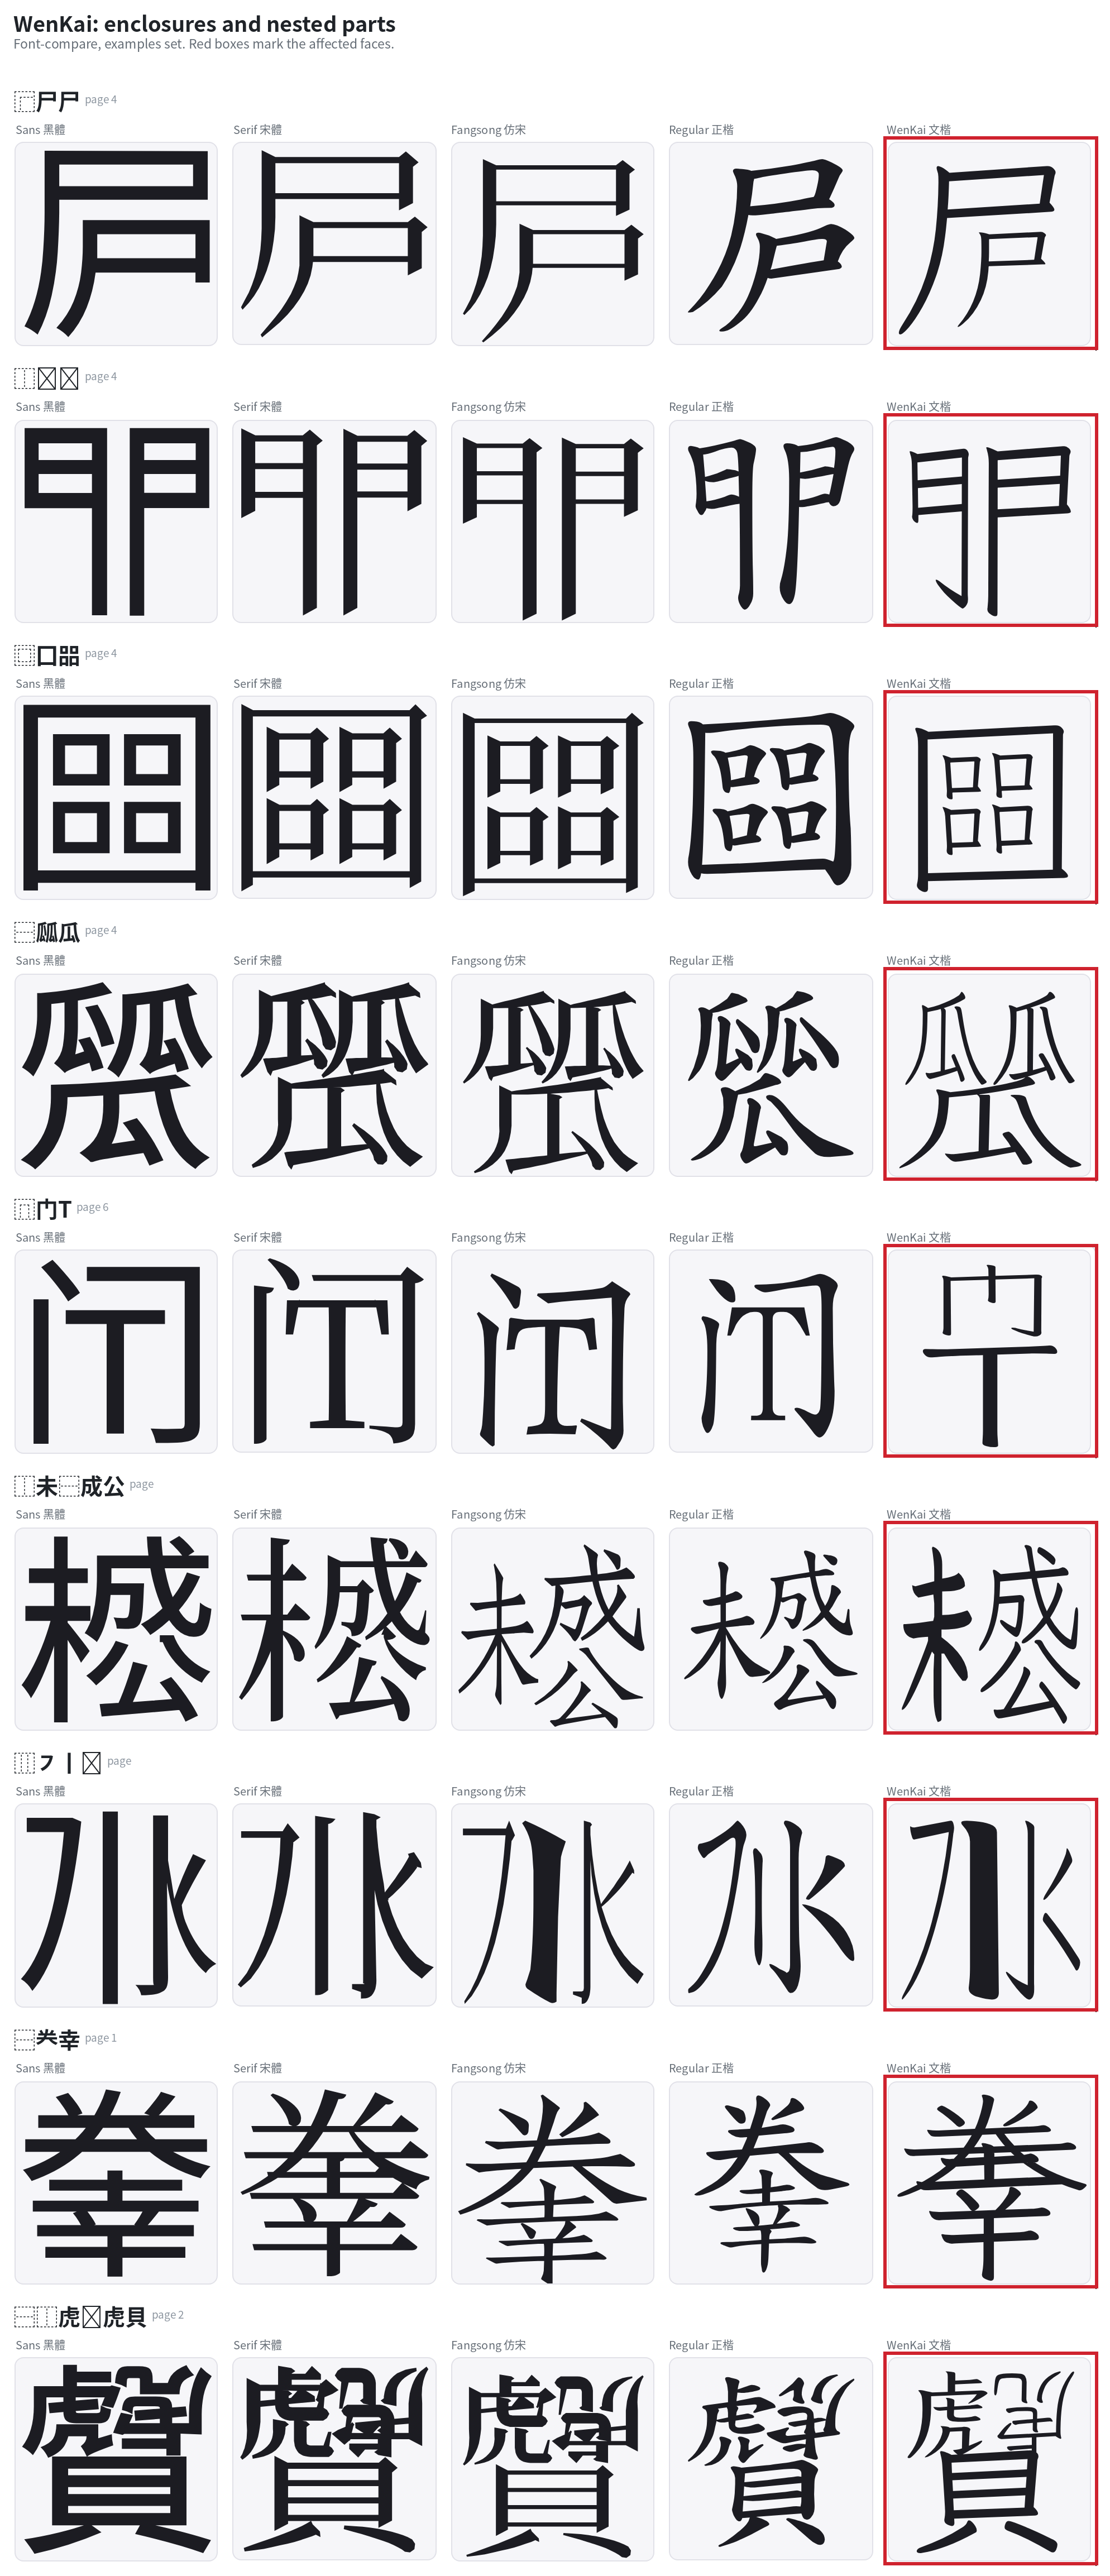 WenKai: enclosures and nested parts
Font-compare, examples set. Red boxes mark the affected faces.
⿸尸尸 page 4
Sans 黑體 Serif 宋體 Fangsong 仿宋 Regular 正楷 WenKai 文楷
⿰ page 4
Sans 黑體 Serif 宋體 Fangsong 仿宋 Regular 正楷 WenKai 文楷
⿴囗㗊 page 4
Sans 黑體 Serif 宋體 Fangsong 仿宋 Regular 正楷 WenKai 文楷
⿱㼌瓜 page 4
Sans 黑體 Serif 宋體 Fangsong 仿宋 Regular 正楷 WenKai 文楷
⿵门T page 6
Sans 黑體 Serif 宋體 Fangsong 仿宋 Regular 正楷 WenKai 文楷
⿰未⿱成公 page
Sans 黑體 Serif 宋體 Fangsong 仿宋 Regular 正楷 WenKai 文楷
⿲㇇丨 page
Sans 黑體 Serif 宋體 Fangsong 仿宋 Regular 正楷 WenKai 文楷
⿱龹幸 page 1
Sans 黑體 Serif 宋體 Fangsong 仿宋 Regular 正楷 WenKai 文楷
⿱⿰虎虎貝 page 2
Sans 黑體 Serif 宋體 Fangsong 仿宋 Regular 正楷 WenKai 文楷